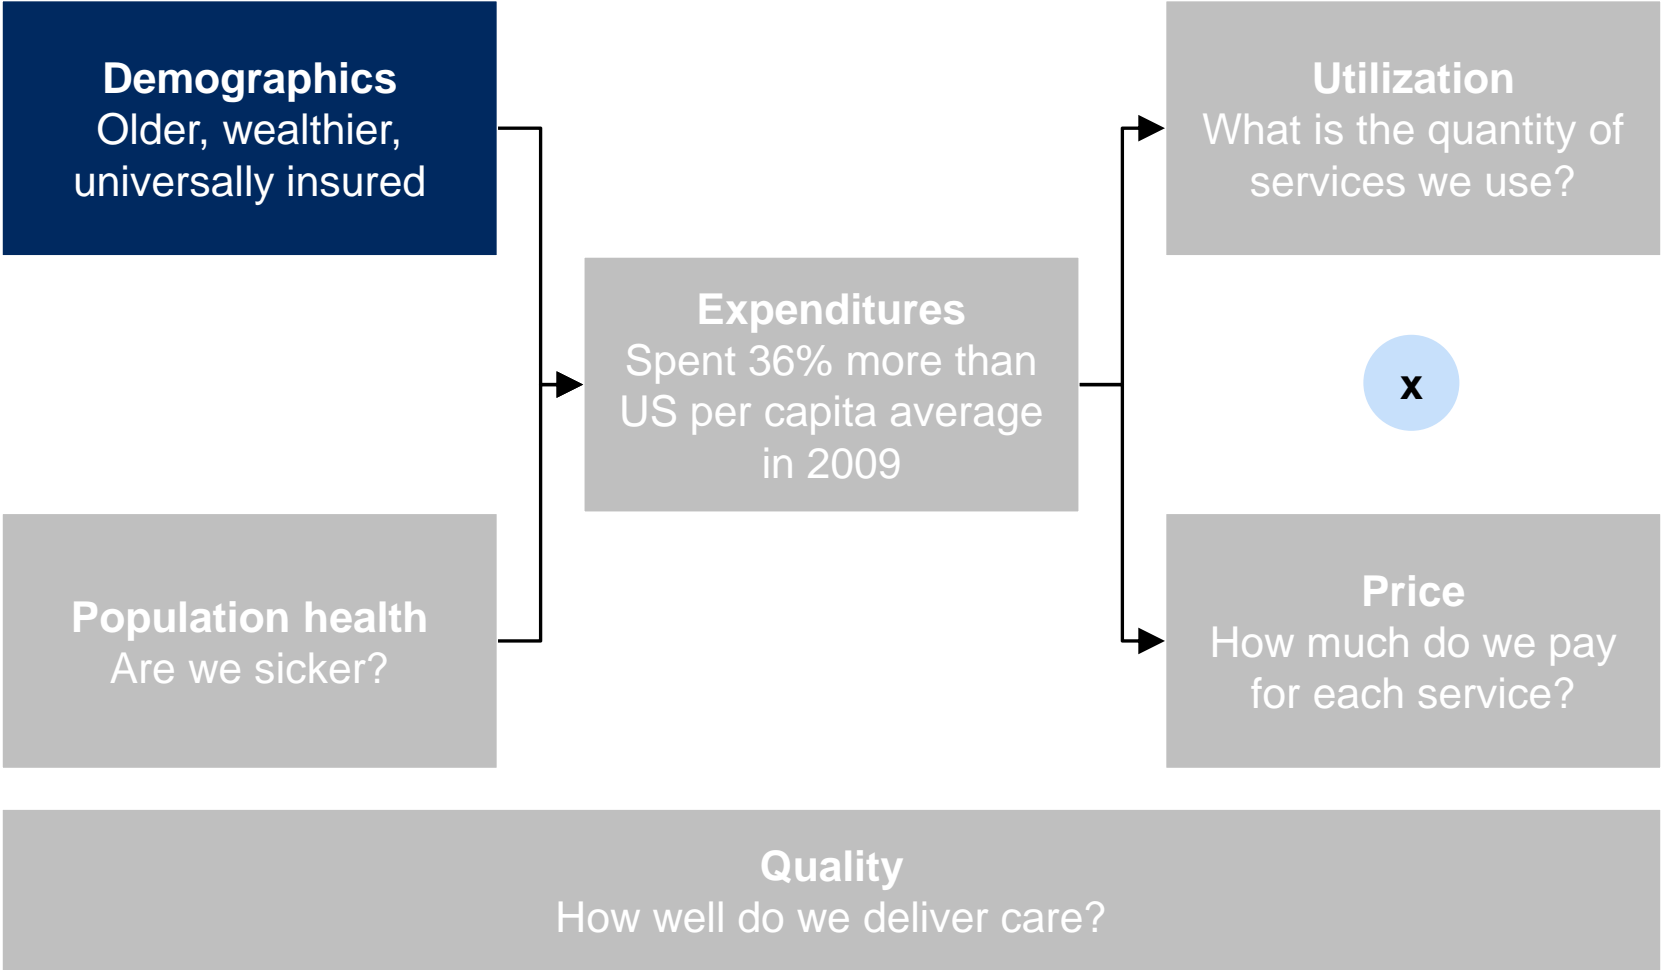 Demographics
Older, wealthier,
universally insured
Utilization
What is the quantity of
services we use?
Expenditures
Spent 36% more than
US per capita average
in 2009
x
Population health
Are we sicker?
Price
How much do we pay
for each service?
Quality
How well do we deliver care?